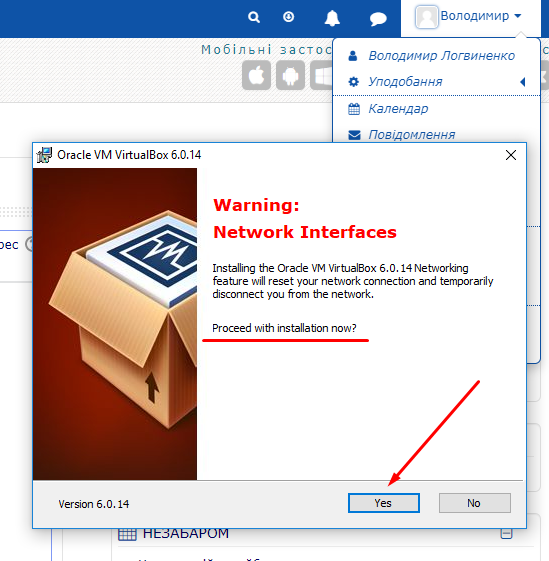 Володимир
Мобільні застос
Володимир Логвиненко
Уподобання
Календар
Повідомлення
Oracle VM VirtualBox 6.0.14
рес
Warning:
Network Interfaces
Installing the Oracle VM VirtualBox 6.0.14 Networking
feature will reset your network connection and temporarily
disconnect you from the network.
Proceed with installation now?
Version 6.0.14
Yes
No
НЕЗАБАРОМ